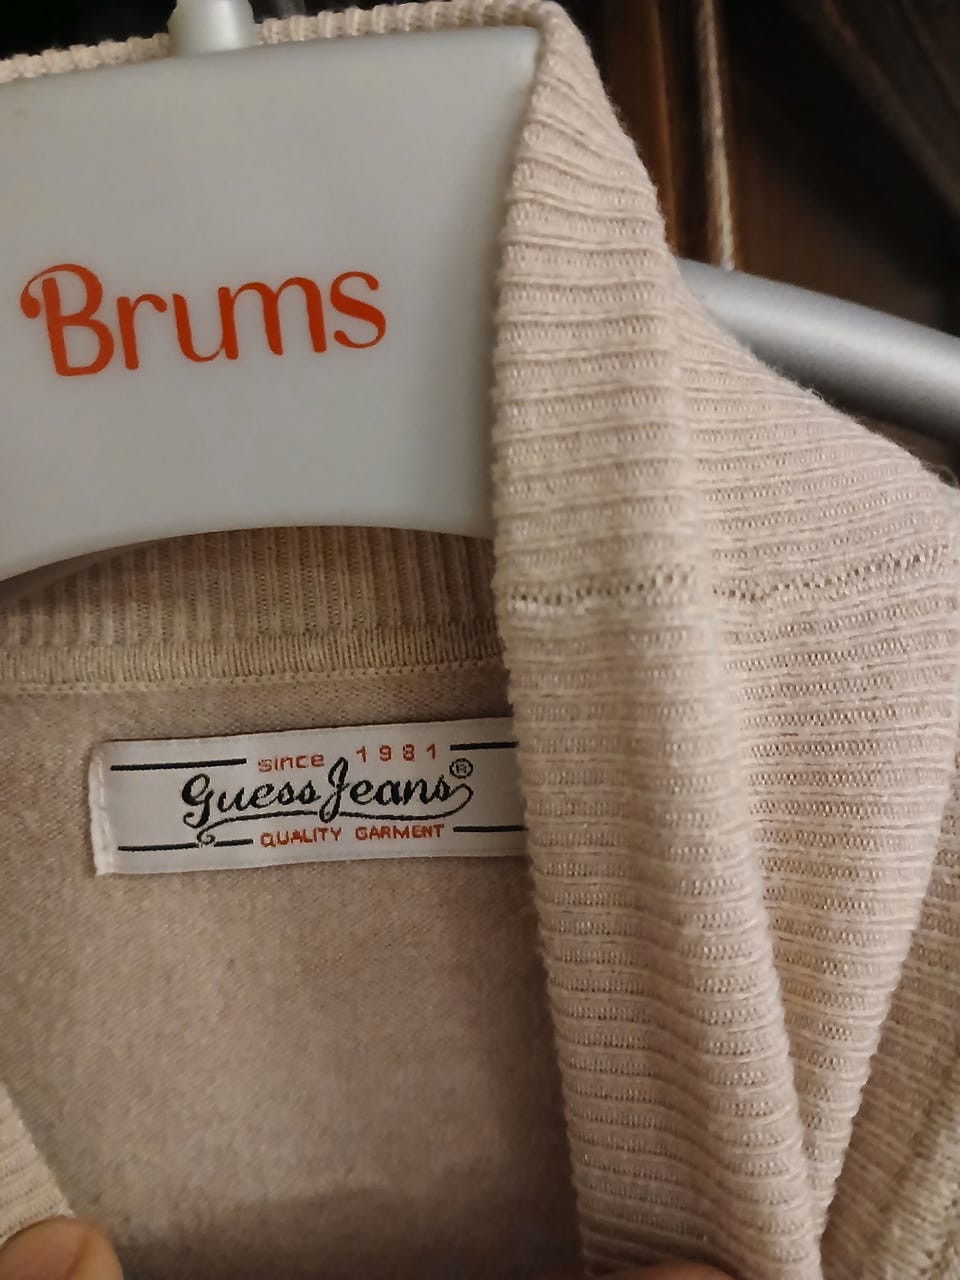 Brums
since 1981
Guess Jeans®
QUALITY GARMENT